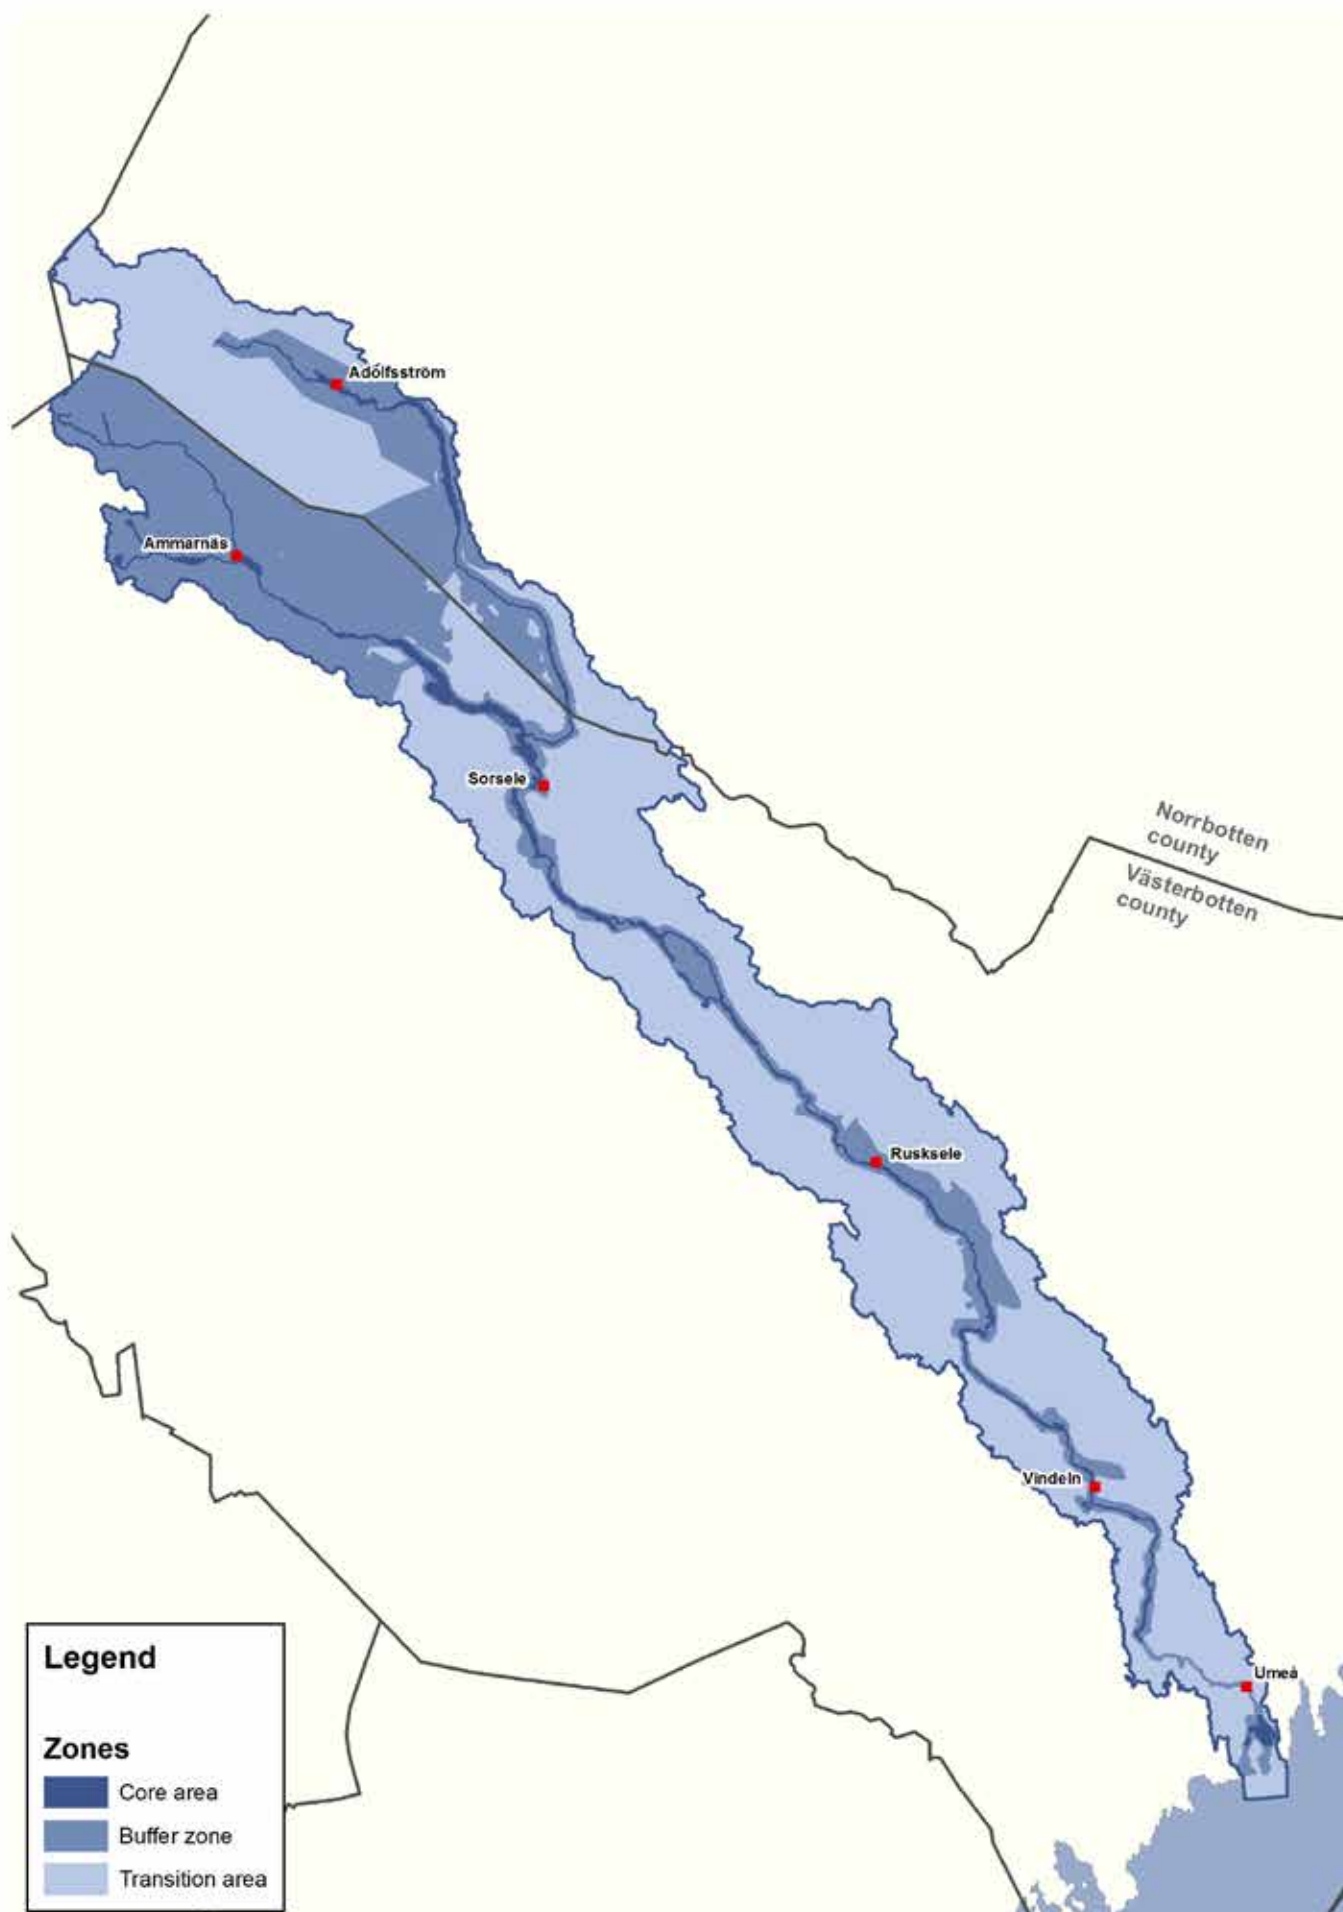 Adolfsström
Ammarnäs
Sorsele
Norrbotten
county
Västerbotten
county
Rusksele
Vindeln
Umeå
Legend
Zones
Core area
Buffer zone
Transition area